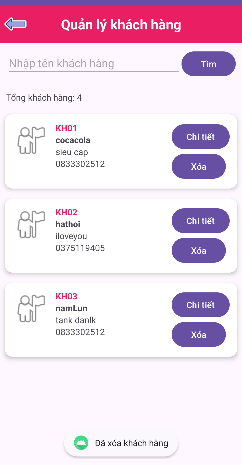 Quản lý khách hàng
Nhập tên khách hàng
Tìm
Tổng khách hàng: 4
KH01
cocacola
sieu cap
0833302512
Chi tiết
Xóa
KH02
hathoi
iloveyou
0375119405
Chi tiết
Xóa
KH03
namLun
tank danlk
0833302512
Chi tiết
Xóa
Đã xóa khách hàng